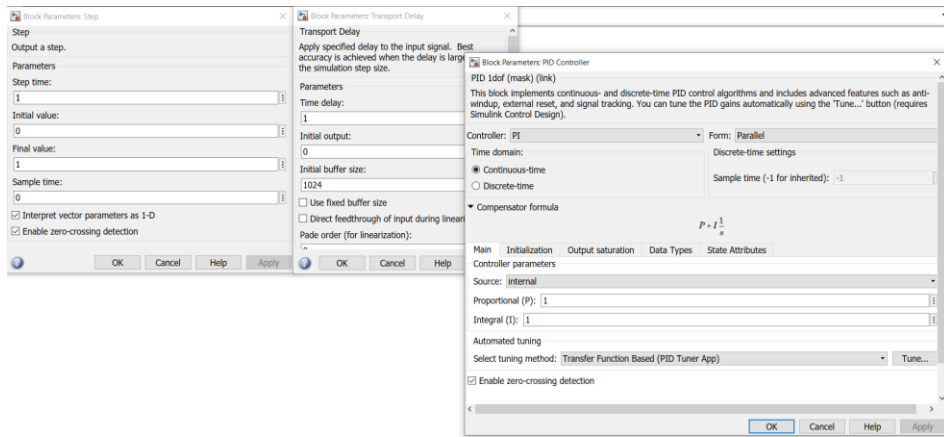 Block Parameters: Step
Step
Output a step.
Parameters
Step time:
1
Initial value:
0
Final value:
1
Sample time:
0
Interpret vector parameters as 1-D
Enable zero-crossing detection
OK Cancel Help Apply
Block Parameters: Transport Delay
Transport Delay
Apply specified delay to the input signal. Best
accuracy is achieved when the delay is large
the simulation step size.
Parameters
Time delay:
1
Initial output:
0
Initial buffer size:
1024
Use fixed buffer size
Direct feedthrough of input during lineari
Pade order (for linearization):
OK Cancel Help
Block Parameters: PID Controller
PID 1dof (mask) (link)
This block implements continuous- and discrete-time PID control algorithms and includes advanced features such as anti-
windup, external reset, and signal tracking. You can tune the PID gains automatically using the 'Tune...' button (requires
Simulink Control Design).
Controller: PI Form: Parallel
Time domain:
Continuous-time
Discrete-time
Discrete-time settings
Sample time (-1 for inherited): -1
Compensator formula
P+I 1/s
Main Initialization Output saturation Data Types State Attributes
Controller parameters
Source: internal
Proportional (P): 1
Integral (I): 1
Automated tuning
Select tuning method: Transfer Function Based (PID Tuner App) Tune...
Enable zero-crossing detection
OK Cancel Help Apply